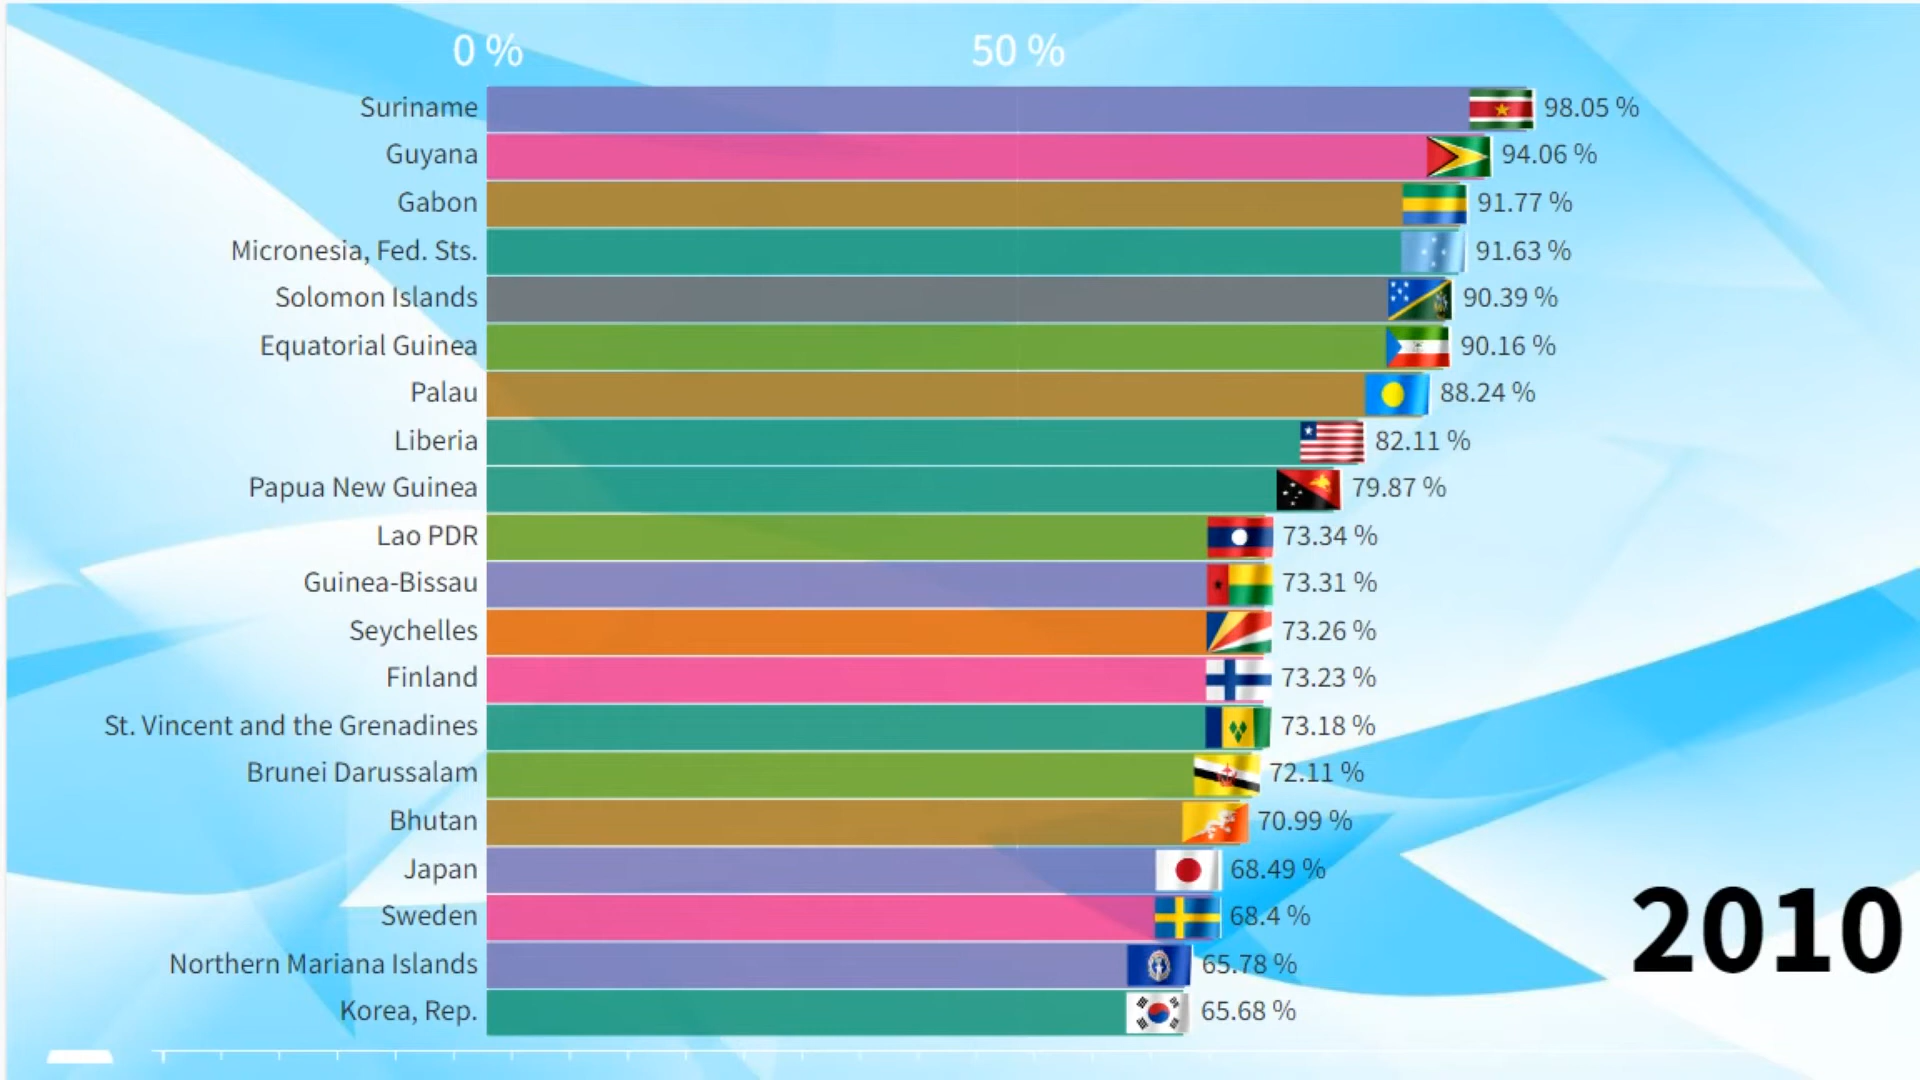 0 % 50 %
Suriname 98.05 %
Guyana 94.06 %
Gabon 91.77 %
Micronesia, Fed. Sts. 91.63 %
Solomon Islands 90.39 %
Equatorial Guinea 90.16 %
Palau 88.24 %
Liberia 82.11 %
Papua New Guinea 79.87 %
Lao PDR 73.34 %
Guinea-Bissau 73.31 %
Seychelles 73.26 %
Finland 73.23 %
St. Vincent and the Grenadines 73.18 %
Brunei Darussalam 72.11 %
Bhutan 70.99 %
Japan 68.49 %
Sweden 68.4 %
Northern Mariana Islands 65.78 %
Korea, Rep. 65.68 %
2010